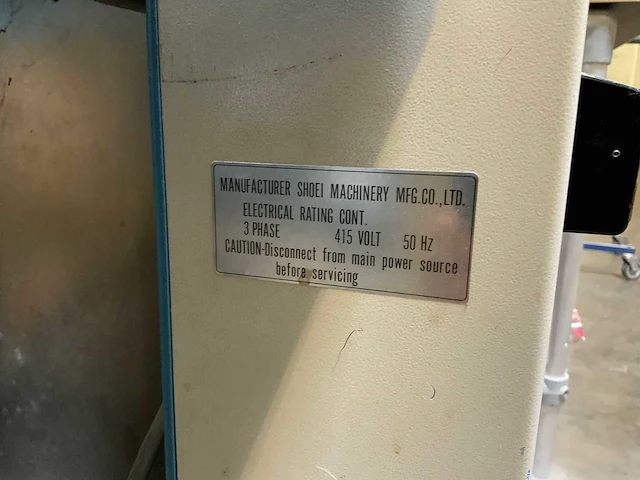 MANUFACTURER SHOEI MACHINERY MFG.CO.,LTD.
ELECTRICAL RATING CONT.
3 PHASE 415 VOLT 50 HZ
CAUTION-Disconnect from main power source
before servicing